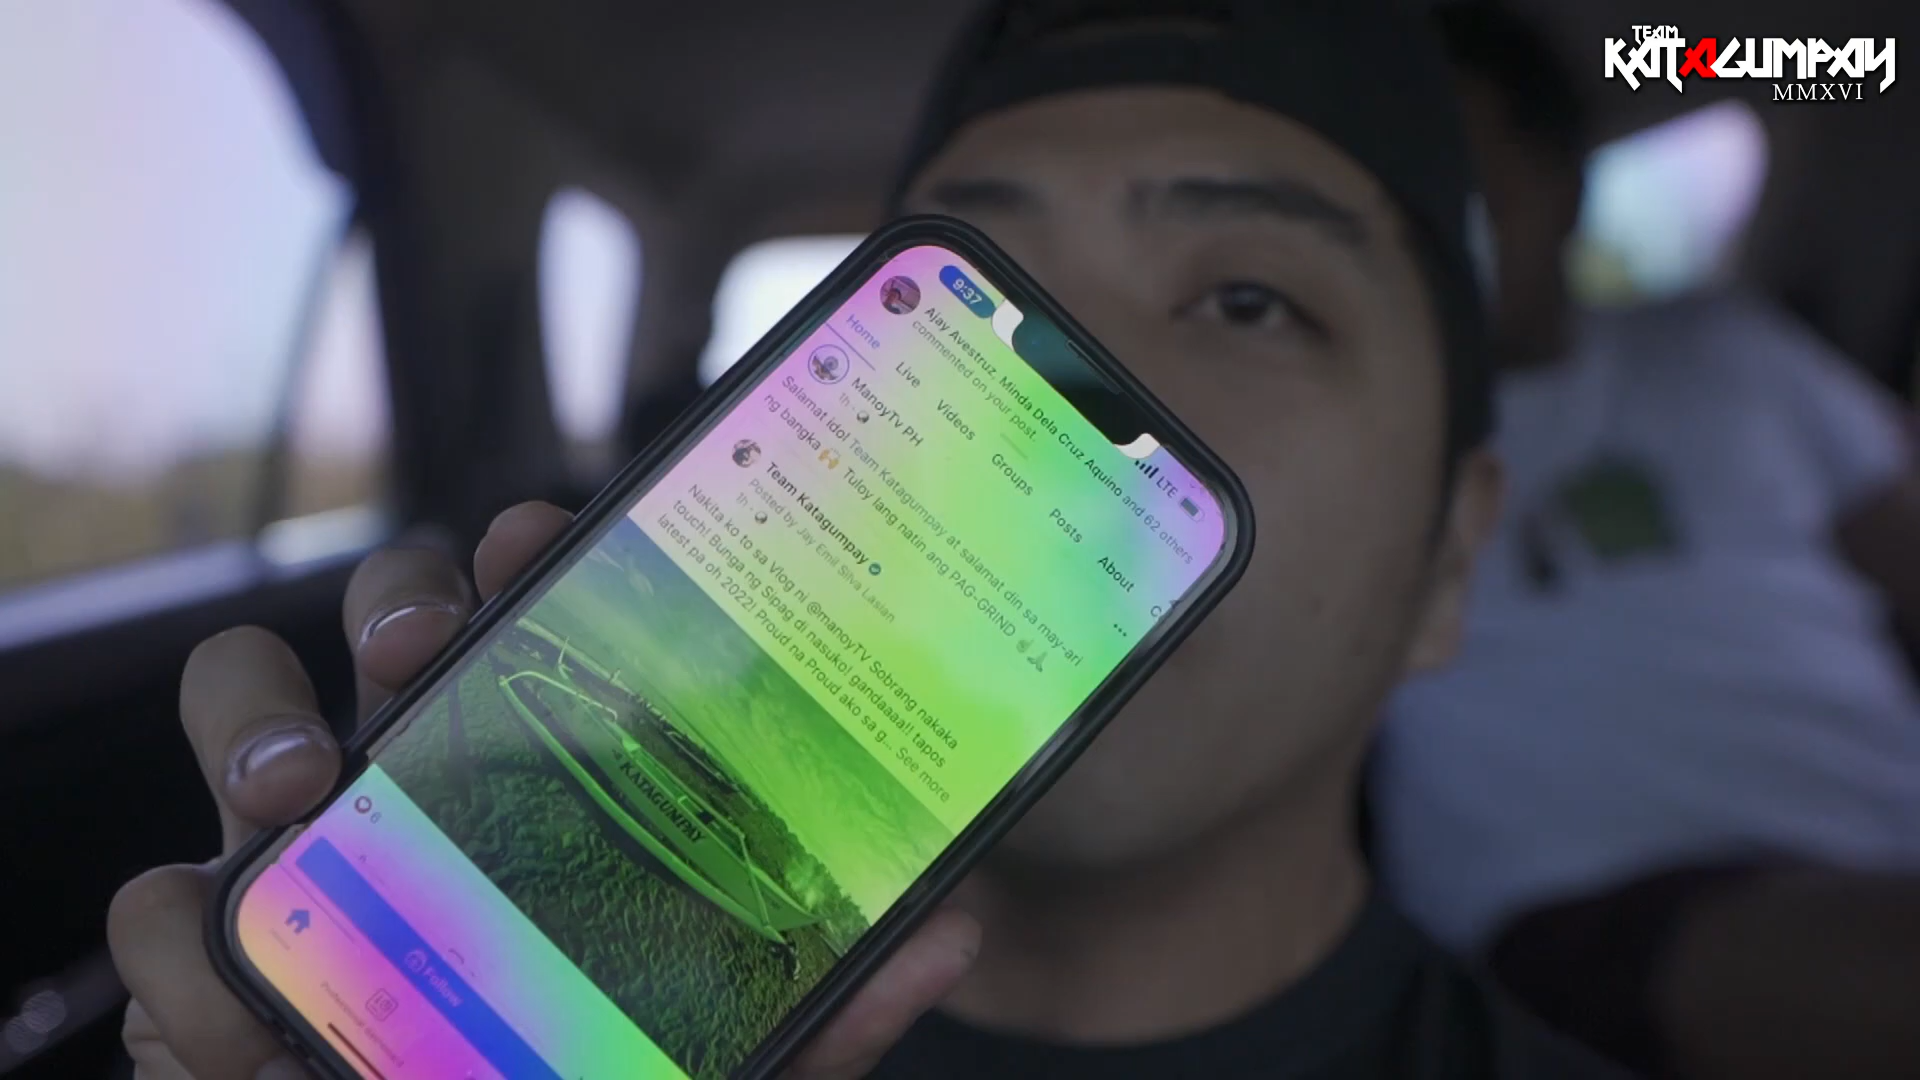 TEAM
KATAGUMPAY
MMXVI
9:37
LTE
Ajay Avestruz, Minda Dela Cruz Aquino and 62 others
commented on your post.
Home Live Videos Groups Posts About
ManoyTv PH
1h
Salamat idol Team Katagumpay at salamat din sa may-ari
ng bangka 🙌 Tuloy lang natin ang PAG-GRIND
Team Katagumpay
Posted by Jay Emil Silva Lasien
1h
Nakita ko to sa Vlog ni @manoyTV Sobrang nakaka
touch! Bunga ng Sipag di nasuko! gandaaaa!! tapos
latest pa oh 2022! Proud na Proud ako sa g... See more
KATAGUMPAY
6
Follow